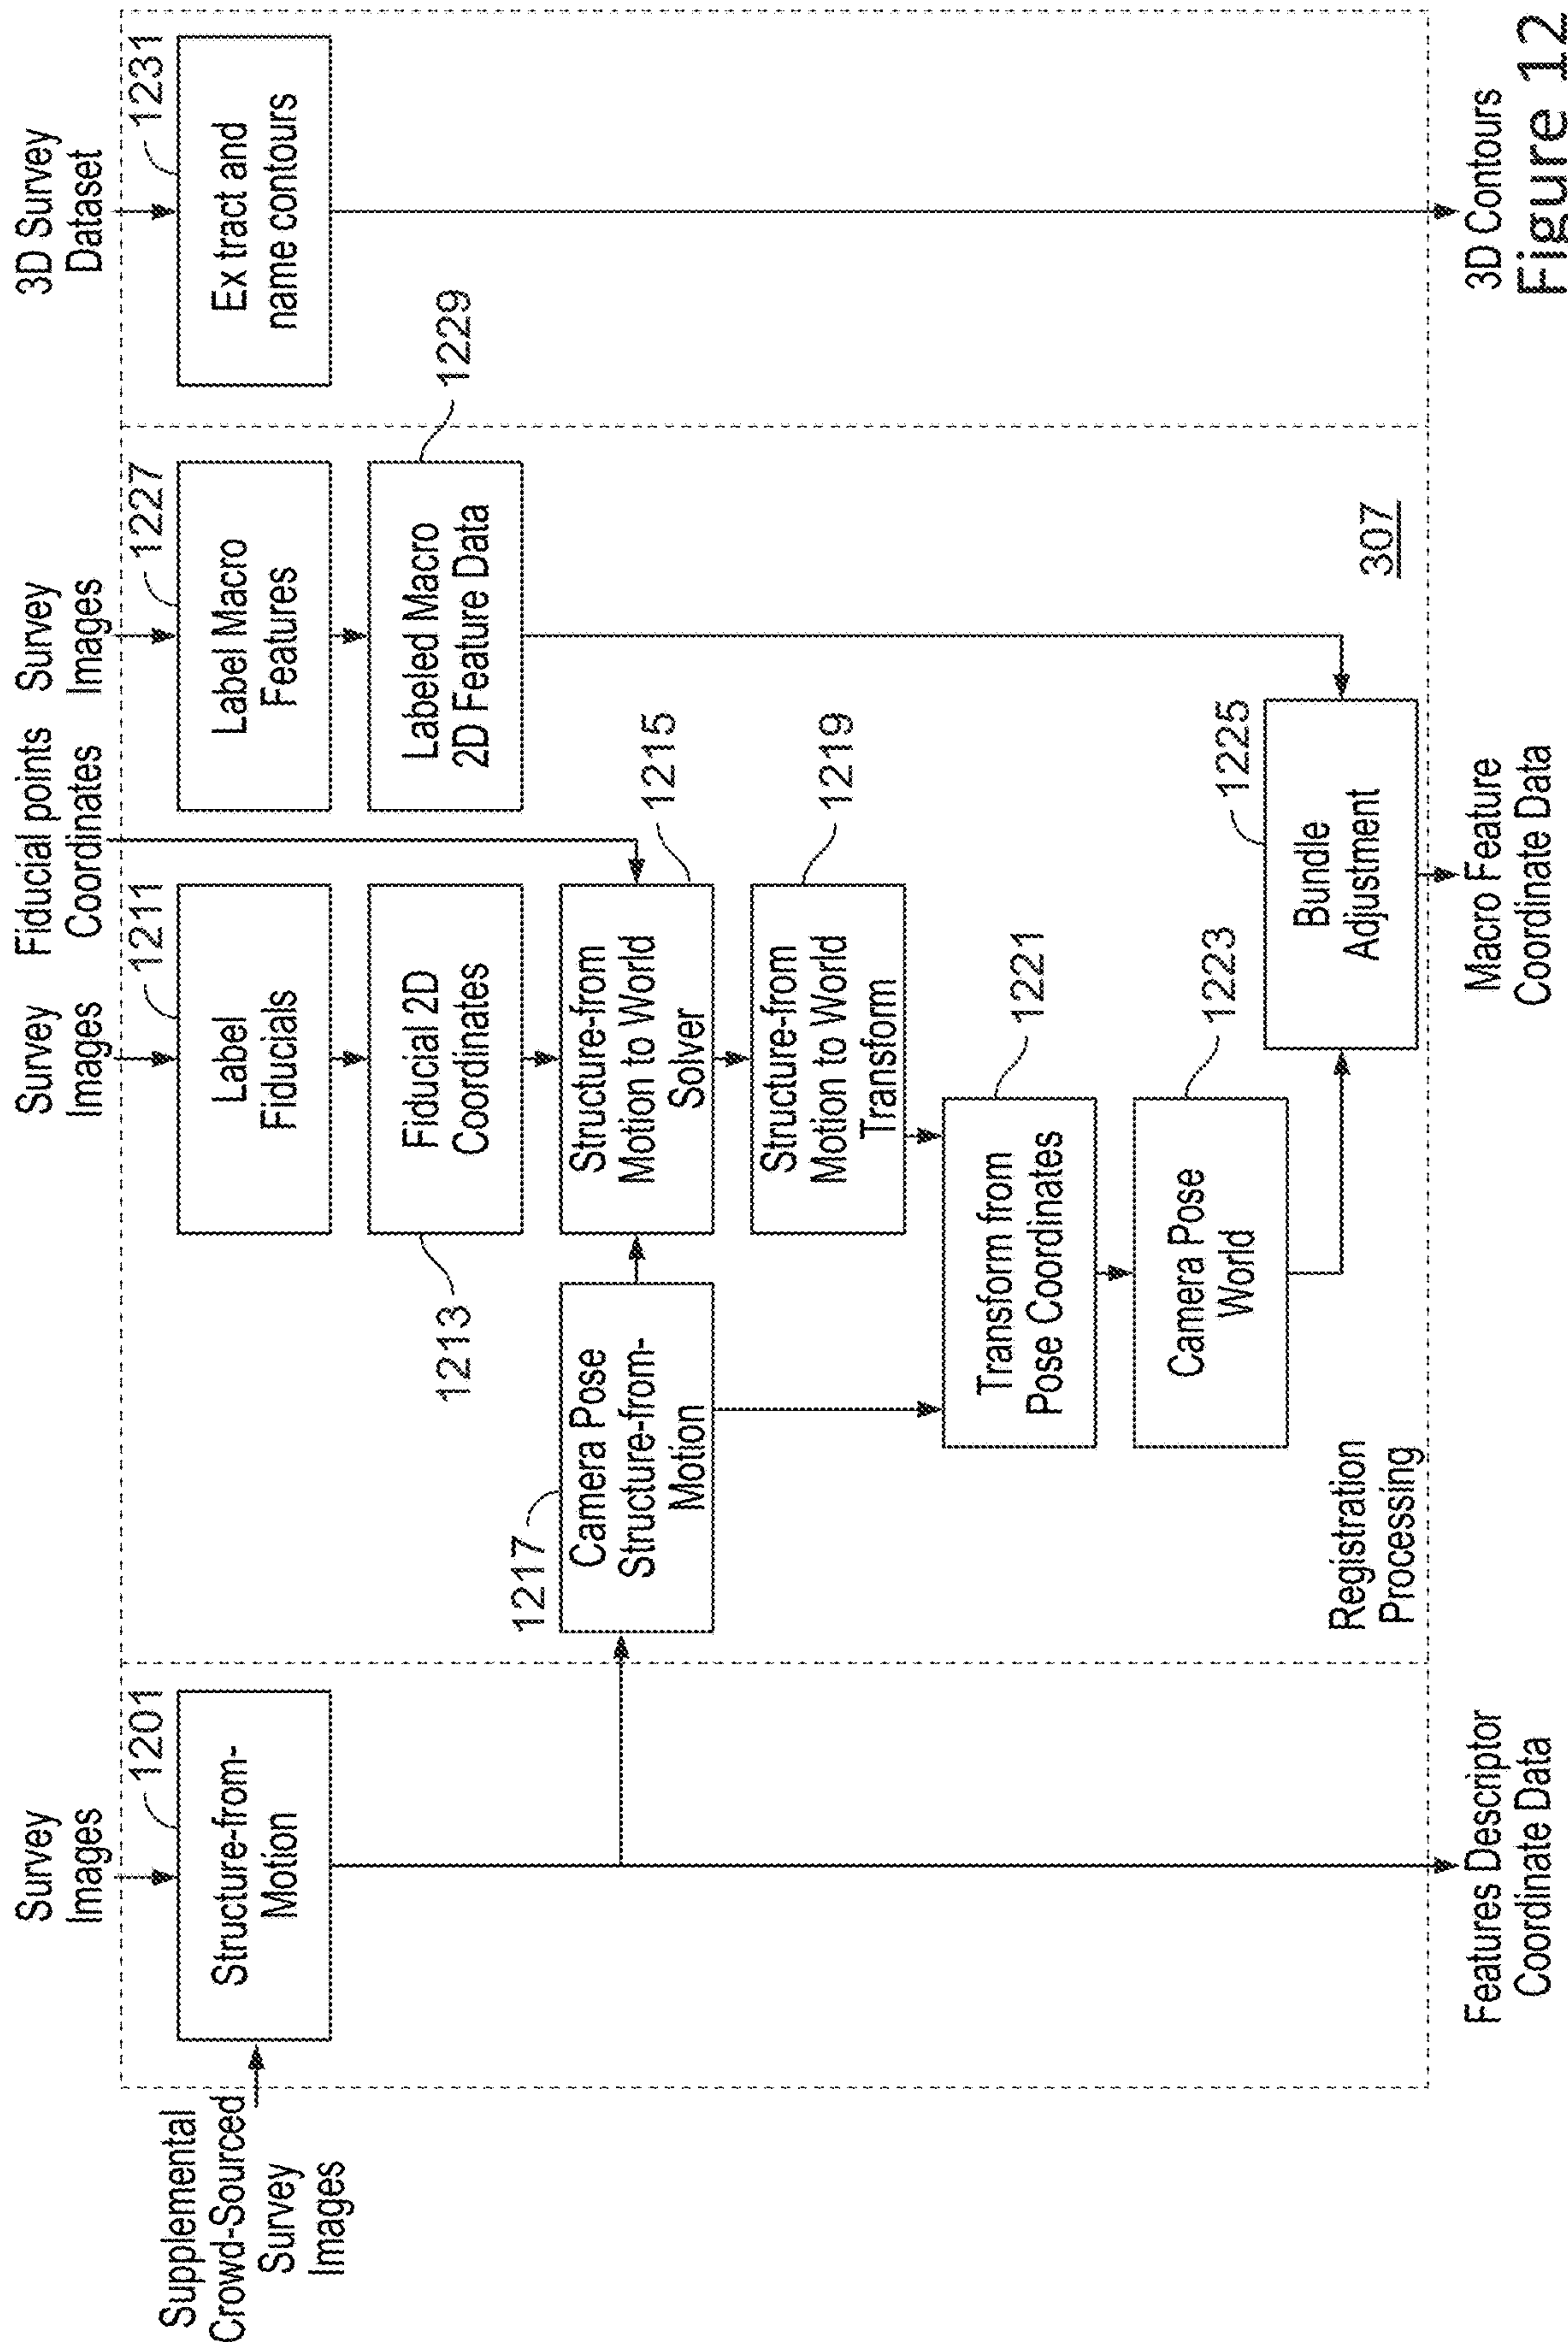 Survey
Images
Survey
Images
Fiducial points
Coordinates
Survey
Images
3D Survey
Dataset
Supplemental
Crowd-Sourced
Survey
Images
1201
Structure-from-
Motion
1211
Label
Fiducials
1227
Label Macro
Features
1231
Ex tract and
name contours
1213
Fiducial 2D
Coordinates
Labeled Macro
2D Feature Data
1229
1217
Camera Pose
Structure-from-
Motion
Structure-from
Motion to World
Solver
1215
Structure-from
Motion to World
Transform
1219
Transform from
Pose Coordinates
1221
Camera Pose
World
1223
Bundle
Adjustment
1225
Registration
Processing
307
Features Descriptor
Coordinate Data
Macro Feature
Coordinate Data
3D Contours
Figure 12